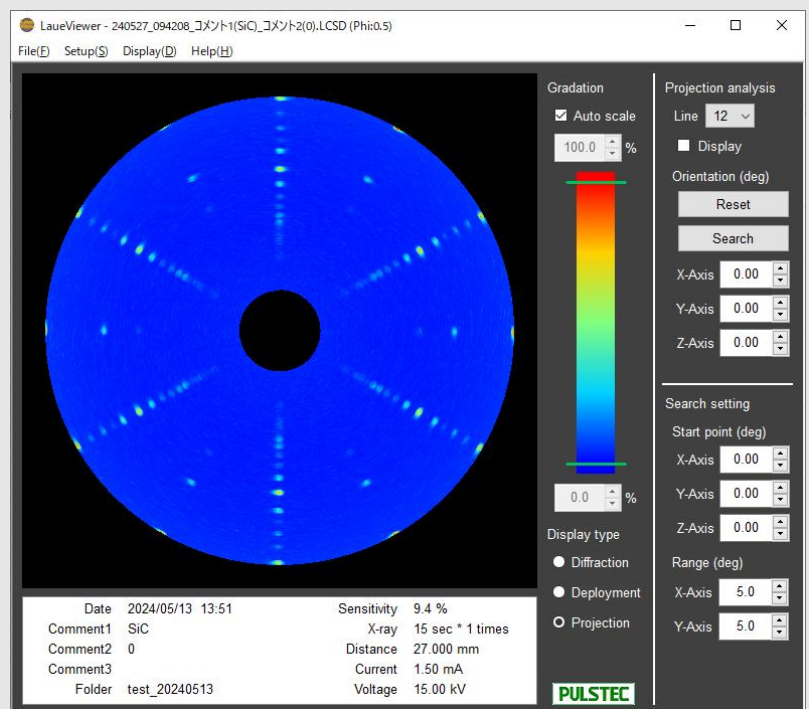 LaueViewer - 240527_094208_コメント1(SiC)_コメント2(0).LCSD (Phi:0.5)
File(F) Setup(S) Display(D) Help(H)
Gradation
Auto scale
100.0 %
0.0 %
Display type
Diffraction
Deployment
Projection
PULSTEC
Projection analysis
Line 12
Display
Orientation (deg)
Reset
Search
X-Axis 0.00
Y-Axis 0.00
Z-Axis 0.00
Search setting
Start point (deg)
X-Axis 0.00
Y-Axis 0.00
Z-Axis 0.00
Range (deg)
X-Axis 5.0
Y-Axis 5.0
Date 2024/05/13 13:51 Sensitivity 9.4 %
Comment1 SiC X-ray 15 sec * 1 times
Comment2 0 Distance 27.000 mm
Comment3 Current 1.50 mA
Folder test_20240513 Voltage 15.00 kV